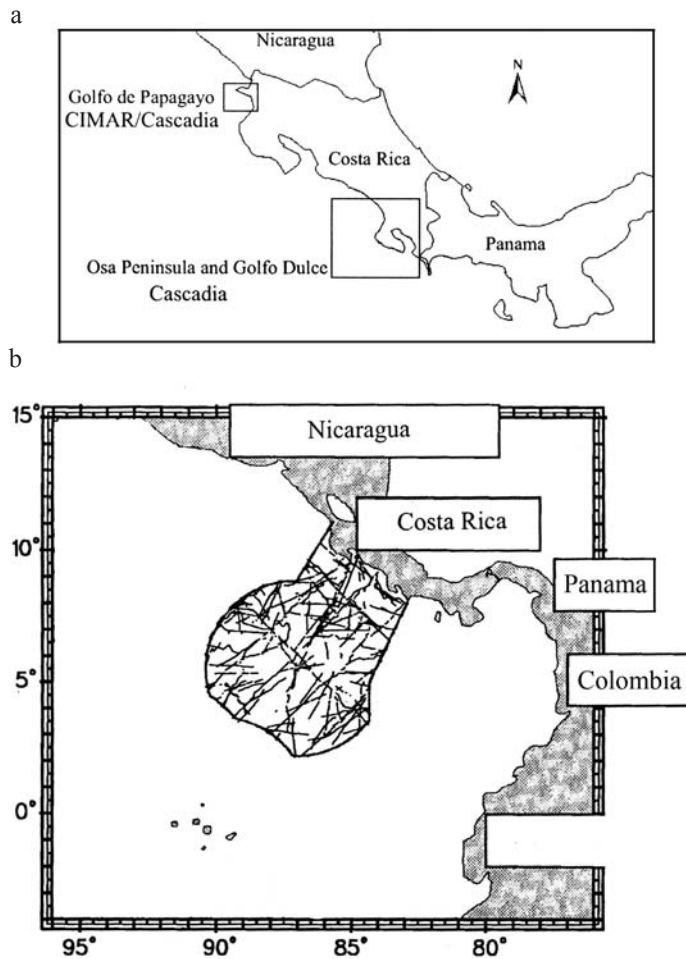 a
Nicaragua
N
Golfo de Papagayo
CIMAR/Cascadia
Costa Rica
Panama
Osa Peninsula and Golfo Dulce
Cascadia
b
15°
Nicaragua
Costa Rica
10°
Panama
5°
Colombia
0°
95°
90°
85°
80°